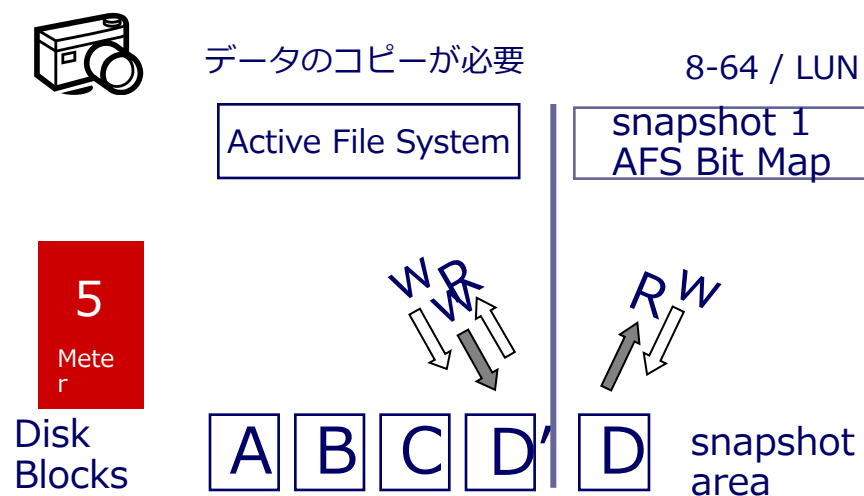 データのコピーが必要
8-64 / LUN
Active File System
snapshot 1
AFS Bit Map
W
R
W
R
W
5
Mete
r
Disk
Blocks
A
B
C
D′
D
snapshot
area